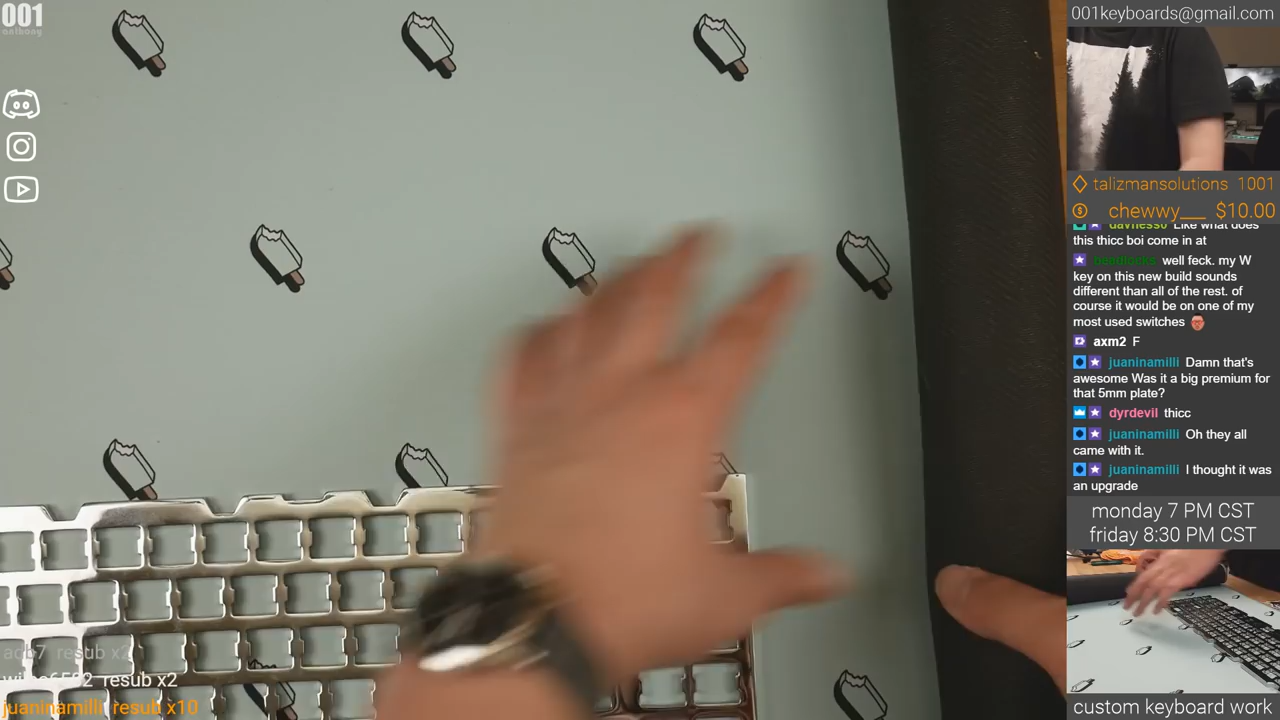 001
anthony
001keyboards@gmail.com
talizmansolutions 1001
chewwy___ $10.00
Like what does
this thicc boi come in at
well feck. my W
key on this new build sounds
different than all of the rest. of
course it would be on one of my
most used switches
axm2 F
juaninamilli Damn that's
awesome Was it a big premium for
that 5mm plate?
dyrdevil thicc
juaninamilli Oh they all
came with it.
juaninamilli I thought it was
an upgrade
monday 7 PM CST
friday 8:30 PM CST
resub x2
resub x2
juaninamilli resub x10
custom keyboard work